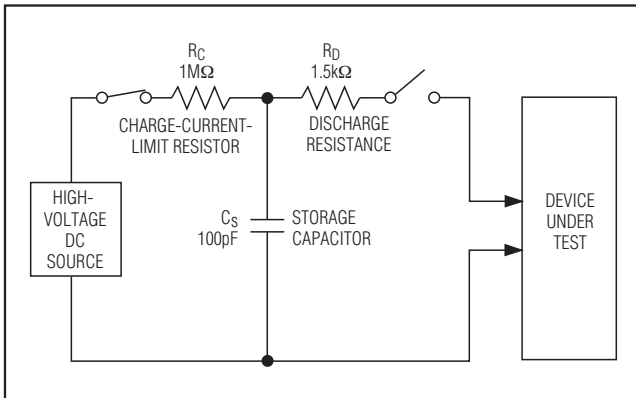 R_C
1MΩ
R_D
1.5kΩ
CHARGE-CURRENT-
LIMIT RESISTOR
DISCHARGE
RESISTANCE
HIGH-
VOLTAGE
DC
SOURCE
C_S
100pF
STORAGE
CAPACITOR
DEVICE
UNDER
TEST